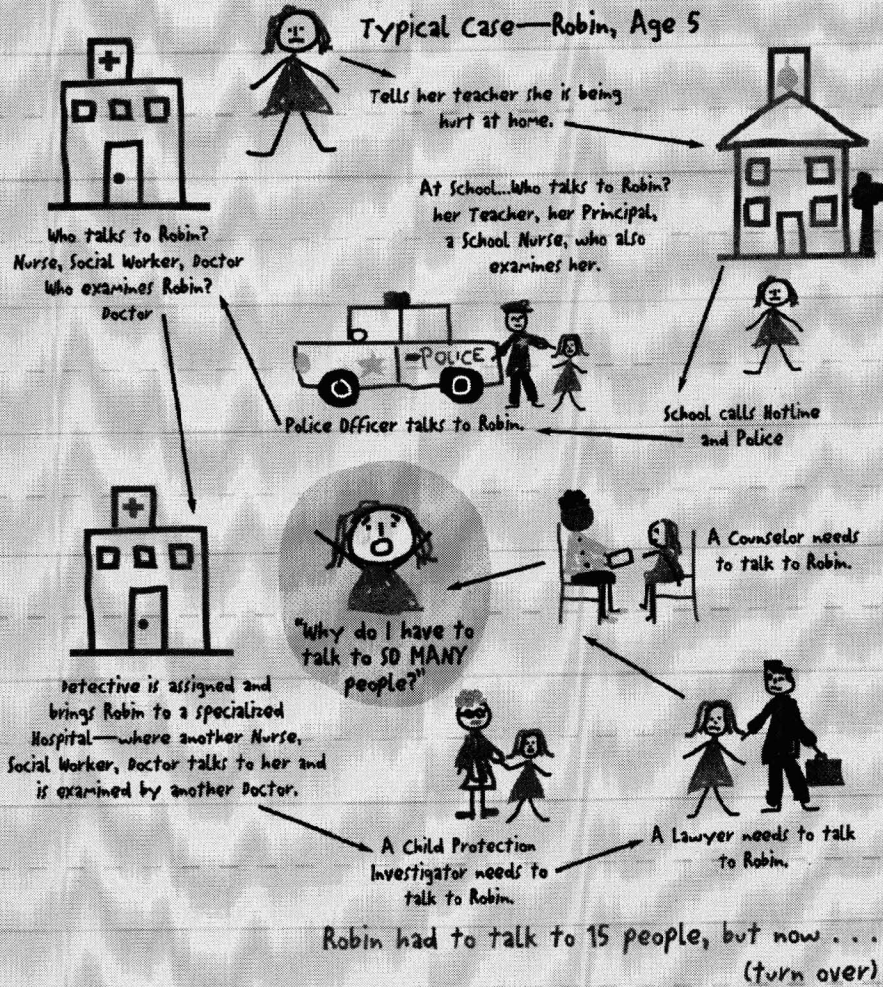 Typical Case—Robin, Age 5
Tells her teacher she is being
hurt at home.
At School...Who talks to Robin?
her Teacher, her Principal,
a School Nurse, who also
examines her.
School calls Hotline
and Police
POLICE
Police Officer talks to Robin.
Who talks to Robin?
Nurse, Social Worker, Doctor
Who examines Robin?
Doctor
Detective is assigned and
brings Robin to a specialized
Hospital—where another Nurse,
Social Worker, Doctor talks to her and
is examined by another Doctor.
A Child Protection
Investigator needs to
talk to Robin.
A Lawyer needs to talk
to Robin.
A Counselor needs
to talk to Robin.
"Why do I have to
talk to SO MANY
people?"
Robin had to talk to 15 people, but now . . .
(turn over)